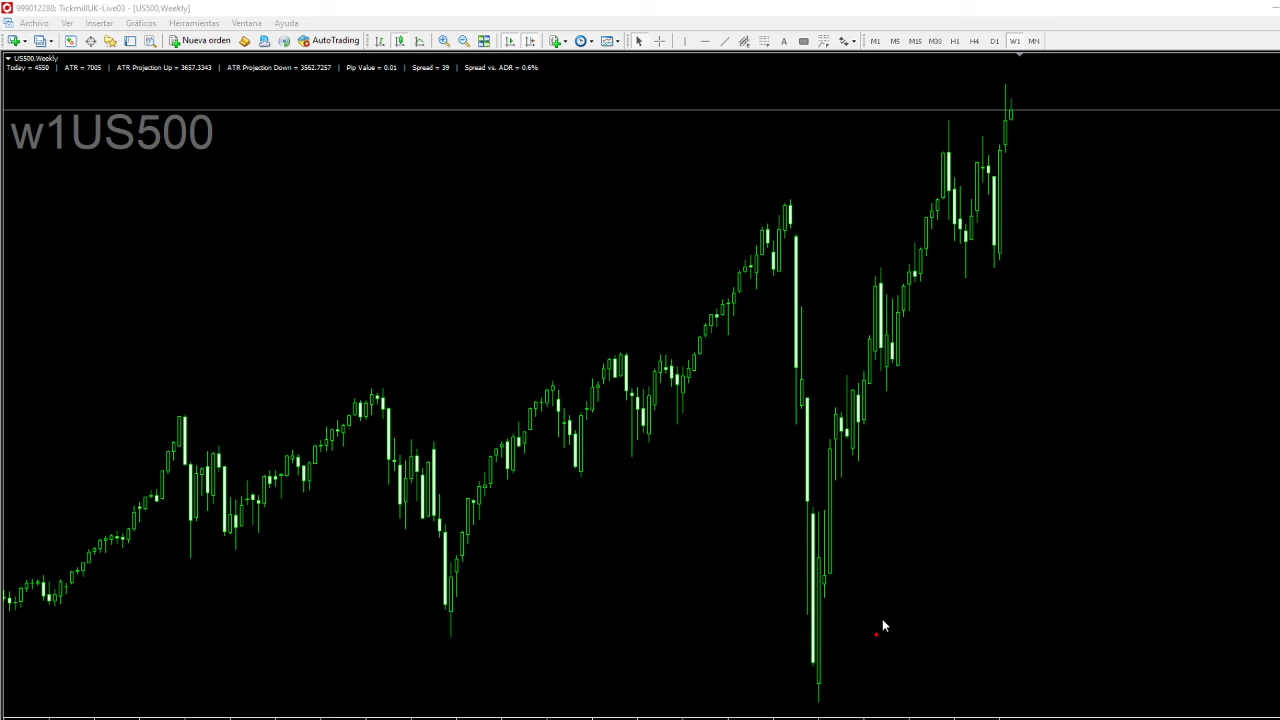 999012288: TickmillUK-Live03 - [US500,Weekly]
Archivo Ver Insertar Gráficos Herramientas Ventana Ayuda
Nueva orden AutoTrading A M1 M5 M15 M30 H1 H4 D1 W1 MN
US500,Weekly
Today = 4550 | ATR = 7005 | ATR Projection Up = 3657.3343 | ATR Projection Down = 3562.7257 | Pip Value = 0.01 | Spread = 39 | Spread vs. ADR = 0.6%
w1US500